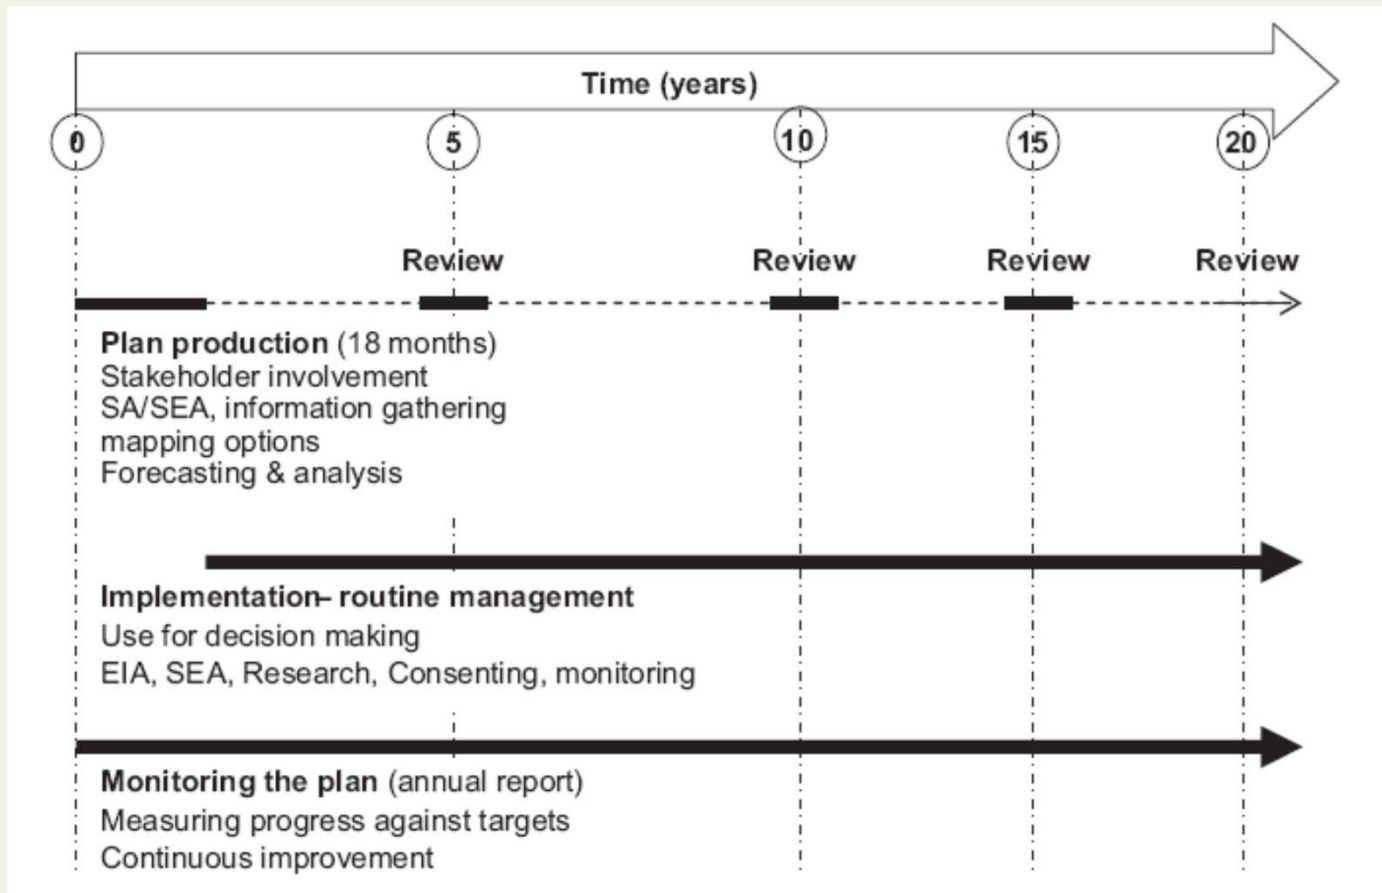 Time (years)
0 5 10 15 20
Review Review Review Review
Plan production (18 months)
Stakeholder involvement
SA/SEA, information gathering
mapping options
Forecasting & analysis
Implementation– routine management
Use for decision making
EIA, SEA, Research, Consenting, monitoring
Monitoring the plan (annual report)
Measuring progress against targets
Continuous improvement